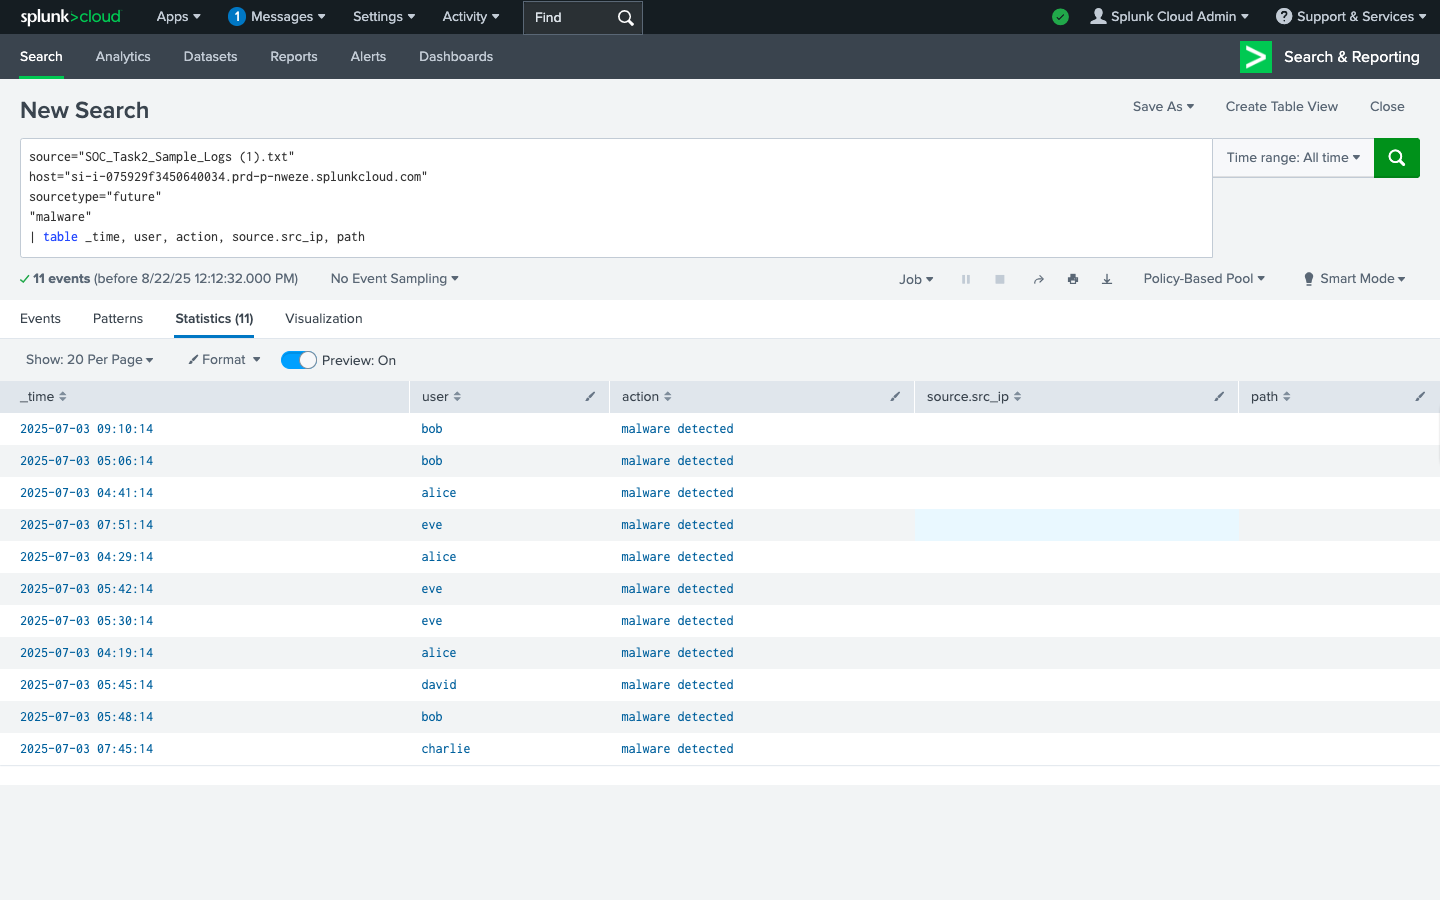 splunk>cloud Apps 1 Messages Settings Activity Find Splunk Cloud Admin ? Support & Services
Search Analytics Datasets Reports Alerts Dashboards > Search & Reporting
New Search Save As Create Table View Close
source="SOC_Task2_Sample_Logs (1).txt" Time range: All time
host="si-i-075929f3450640034.prd-p-nweze.splunkcloud.com"
sourcetype="future"
"malware"
| table _time, user, action, source.src_ip, path
11 events (before 8/22/25 12:12:32.000 PM) No Event Sampling Job Policy-Based Pool Smart Mode
Events Patterns Statistics (11) Visualization
Show: 20 Per Page Format Preview: On
_time user action source.src_ip path
2025-07-03 09:10:14 bob malware detected
2025-07-03 05:06:14 bob malware detected
2025-07-03 04:41:14 alice malware detected
2025-07-03 07:51:14 eve malware detected
2025-07-03 04:29:14 alice malware detected
2025-07-03 05:42:14 eve malware detected
2025-07-03 05:30:14 eve malware detected
2025-07-03 04:19:14 alice malware detected
2025-07-03 05:45:14 david malware detected
2025-07-03 05:48:14 bob malware detected
2025-07-03 07:45:14 charlie malware detected